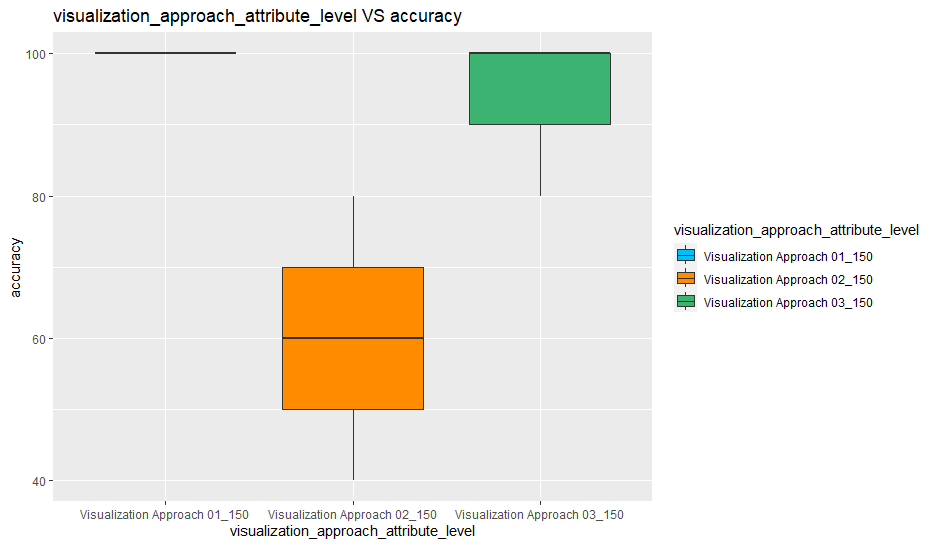 visualization_approach_attribute_level VS accuracy
100
80
60
40
accuracy
Visualization Approach 01_150
Visualization Approach 02_150
Visualization Approach 03_150
visualization_approach_attribute_level
visualization_approach_attribute_level
Visualization Approach 01_150
Visualization Approach 02_150
Visualization Approach 03_150